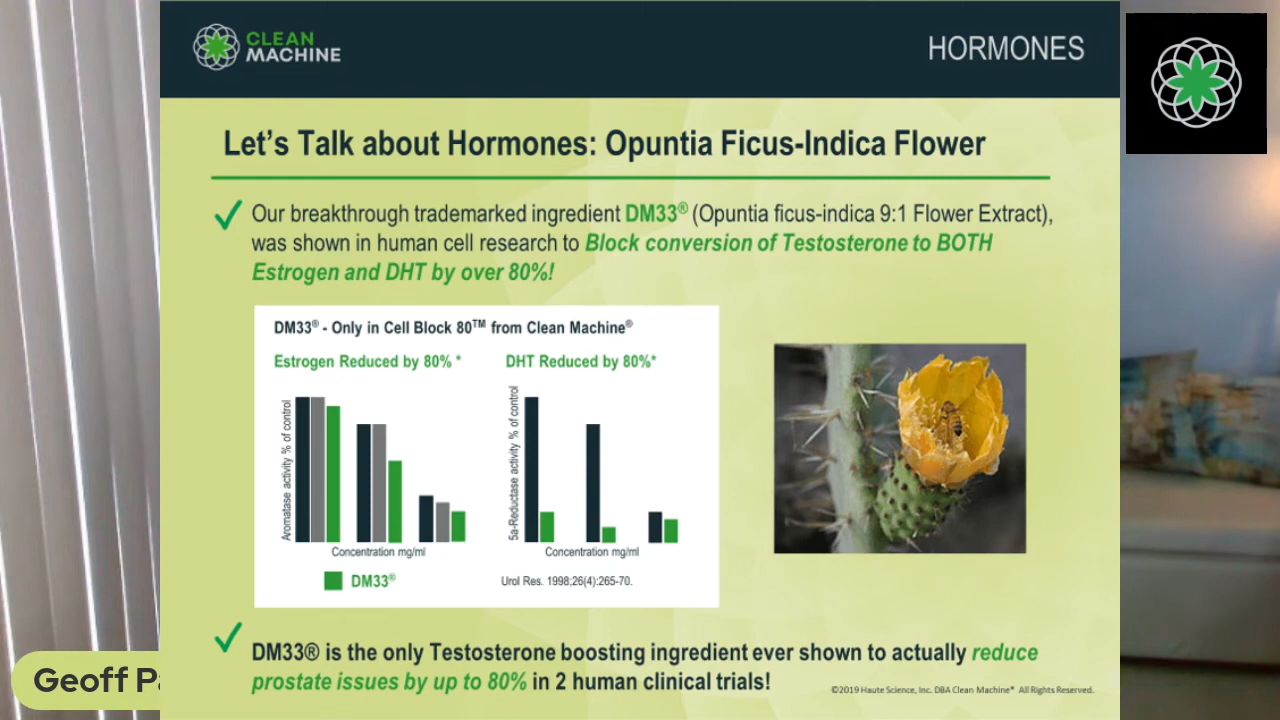 CLEAN
MACHINE
HORMONES
Let's Talk about Hormones: Opuntia Ficus-Indica Flower
Our breakthrough trademarked ingredient DM33® (Opuntia ficus-indica 9:1 Flower Extract),
was shown in human cell research to Block conversion of Testosterone to BOTH
Estrogen and DHT by over 80%!
DM33® - Only in Cell Block 80™ from Clean Machine®
Estrogen Reduced by 80% *
DHT Reduced by 80%*
Aromatase activity % of control
5a-Reductase activity % of control
Concentration mg/ml
Concentration mg/ml
DM33®
Urol Res. 1998;26(4):265-70.
DM33® is the only Testosterone boosting ingredient ever shown to actually reduce
prostate issues by up to 80% in 2 human clinical trials!
©2019 Haute Science, Inc. DBA Clean Machine® All Rights Reserved.
Geoff